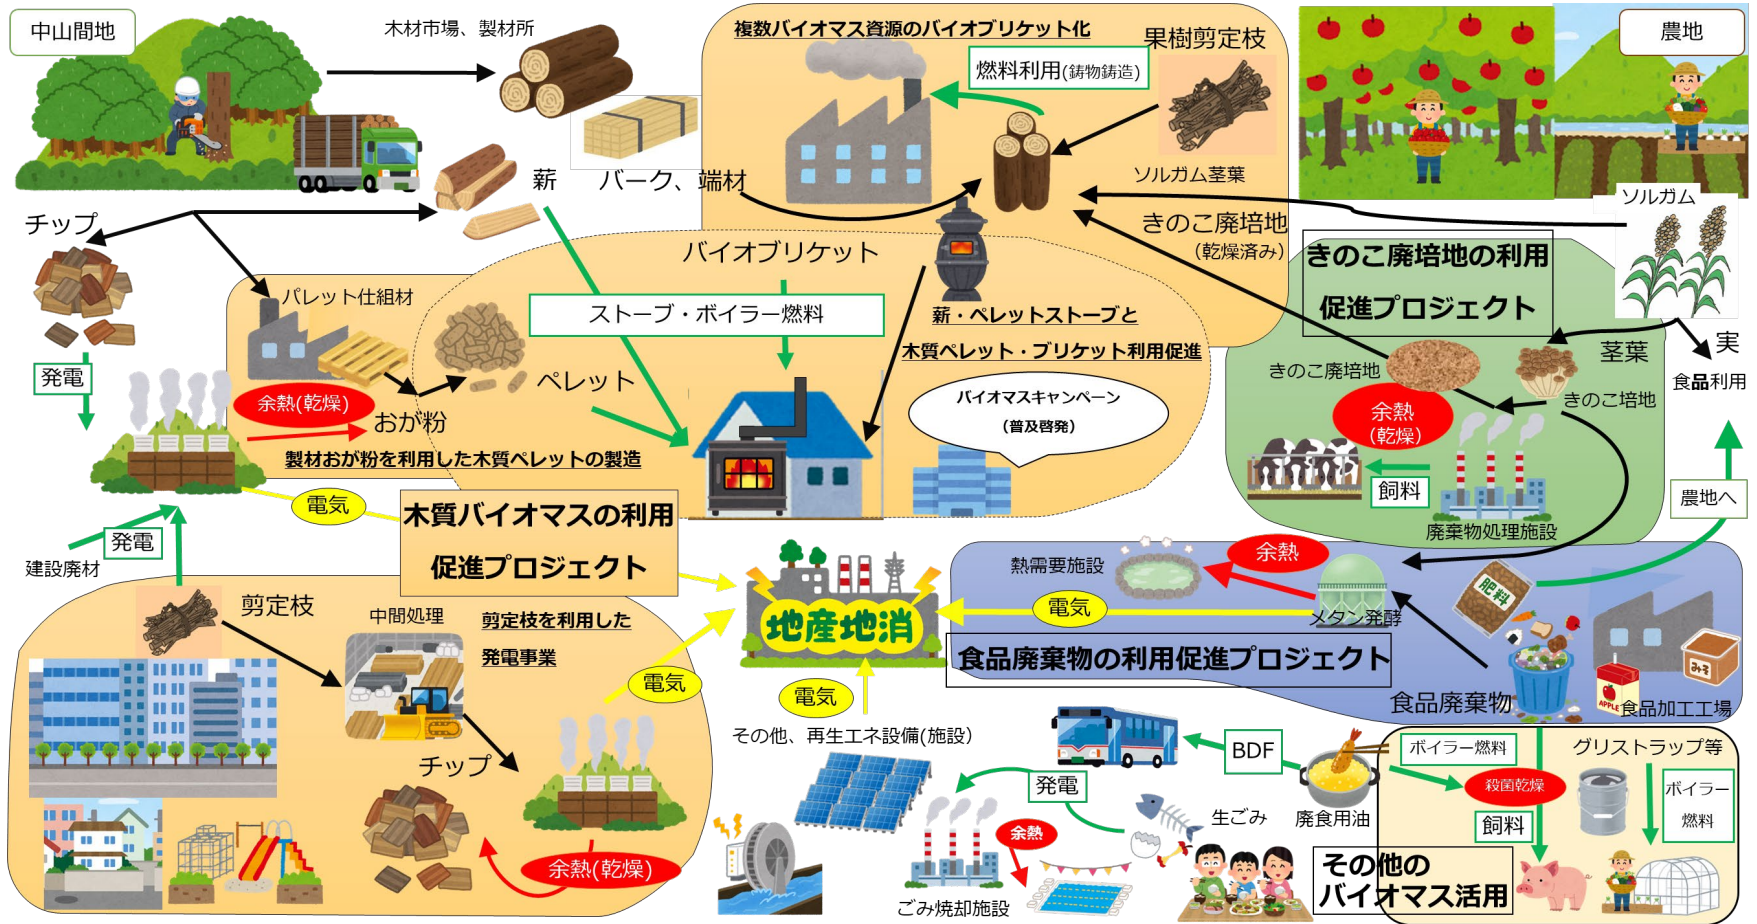 中山間地
木材市場、製材所
複数バイオマス資源のバイオブリケット化
果樹剪定枝
燃料利用(鋳物鋳造)
農地
薪
バーク、端材
ソルガム茎葉
ソルガム
チップ
きのこ廃培地
(乾燥済み)
バイオブリケット
きのこ廃培地の利用
促進プロジェクト
パレット仕組材
ストーブ・ボイラー燃料
薪・ペレットストーブと
木質ペレット・ブリケット利用促進
茎葉
実
食品利用
発電
ペレット
きのこ廃培地
きのこ培地
余熱(乾燥)
おが粉
バイオマスキャンペーン
(普及啓発)
余熱
(乾燥)
製材おが粉を利用した木質ペレットの製造
飼料
農地へ
電気
木質バイオマスの利用
促進プロジェクト
廃棄物処理施設
発電
建設廃材
熱需要施設
余熱
肥料
剪定枝
中間処理
剪定枝を利用した
発電事業
地産地消
電気
メタン発酵
食品廃棄物の利用促進プロジェクト
みそ
電気
電気
食品廃棄物
APPLE
食品加工工場
その他、再生エネ設備(施設)
チップ
BDF
ボイラー燃料
グリストラップ等
発電
殺菌乾燥
ボイラー
燃料
余熱
生ごみ
廃食用油
飼料
余熱(乾燥)
その他の
バイオマス活用
ごみ焼却施設